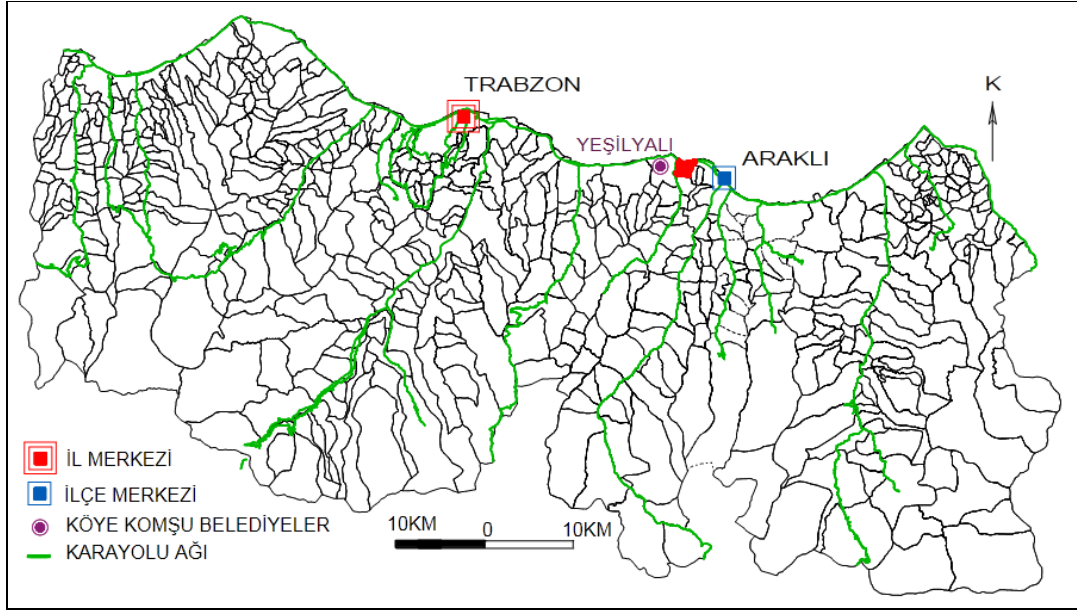 TRABZON
K
YEŞİLYALI
ARAKLI
İL MERKEZİ
İLÇE MERKEZİ
KÖYE KOMŞU BELEDİYELER
KARAYOLU AĞI
10KM 0 10KM